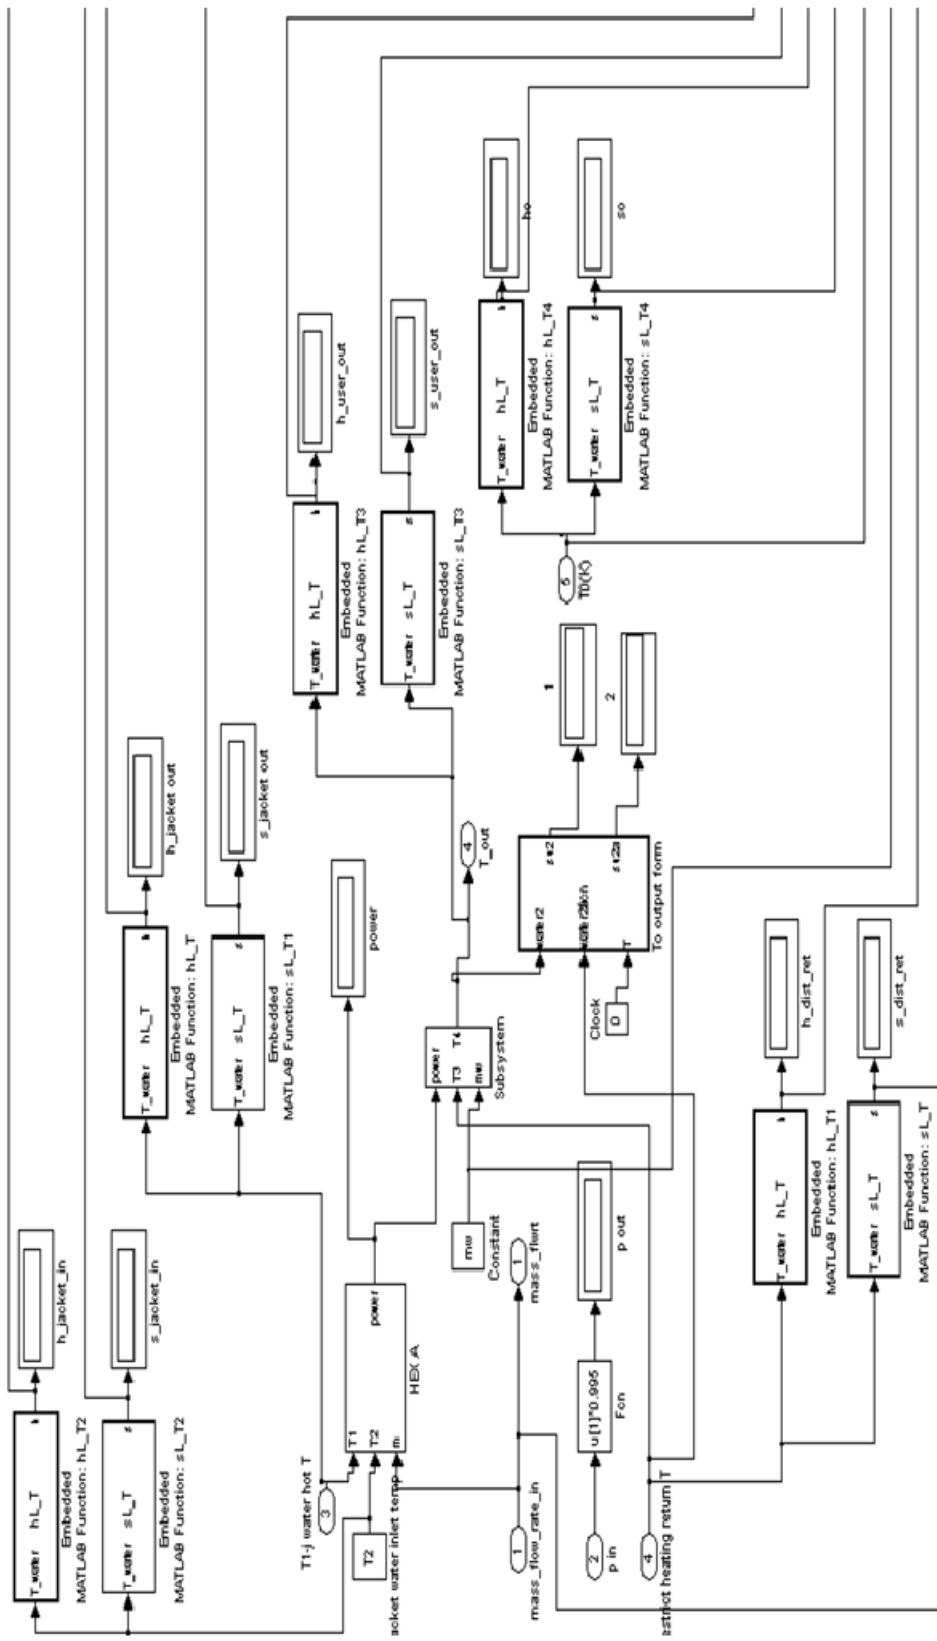 T_water hL_T h
Embedded
MATLAB Function: hL_T2
h_jacket_in
T_water sL_T s
Embedded
MATLAB Function: sL_T2
s_jacket_in
T_water hL_T h
Embedded
MATLAB Function: hL_T
h_jacket out
T_water sL_T s
Embedded
MATLAB Function: sL_T1
s_jacket out
T1-j water hot T
3
T2
acket water inlet temp
T1
T2
m
power
HEX_A
power
T_water hL_T h
Embedded
MATLAB Function: hL_T3
h_user_out
T_water sL_T s
Embedded
MATLAB Function: sL_T3
s_user_out
mw
Constant
power
T3 T4
mw
Subsystem
4
T_out
1
mass_flow_rate_in
1
mass_flwrt
2
p in
u[1]*0.995
Fcn
p out
4
estrict heating return T
Clock
water2
T
sw2
sw2a
To output form
1
2
5
T0(K)
T_water hL_T h
Embedded
MATLAB Function: hL_T4
ho
T_water sL_T s
Embedded
MATLAB Function: sL_T4
so
T_water hL_T h
Embedded
MATLAB Function: hL_T1
h_dist_ret
T_water sL_T s
Embedded
MATLAB Function: sL_T
s_dist_ret